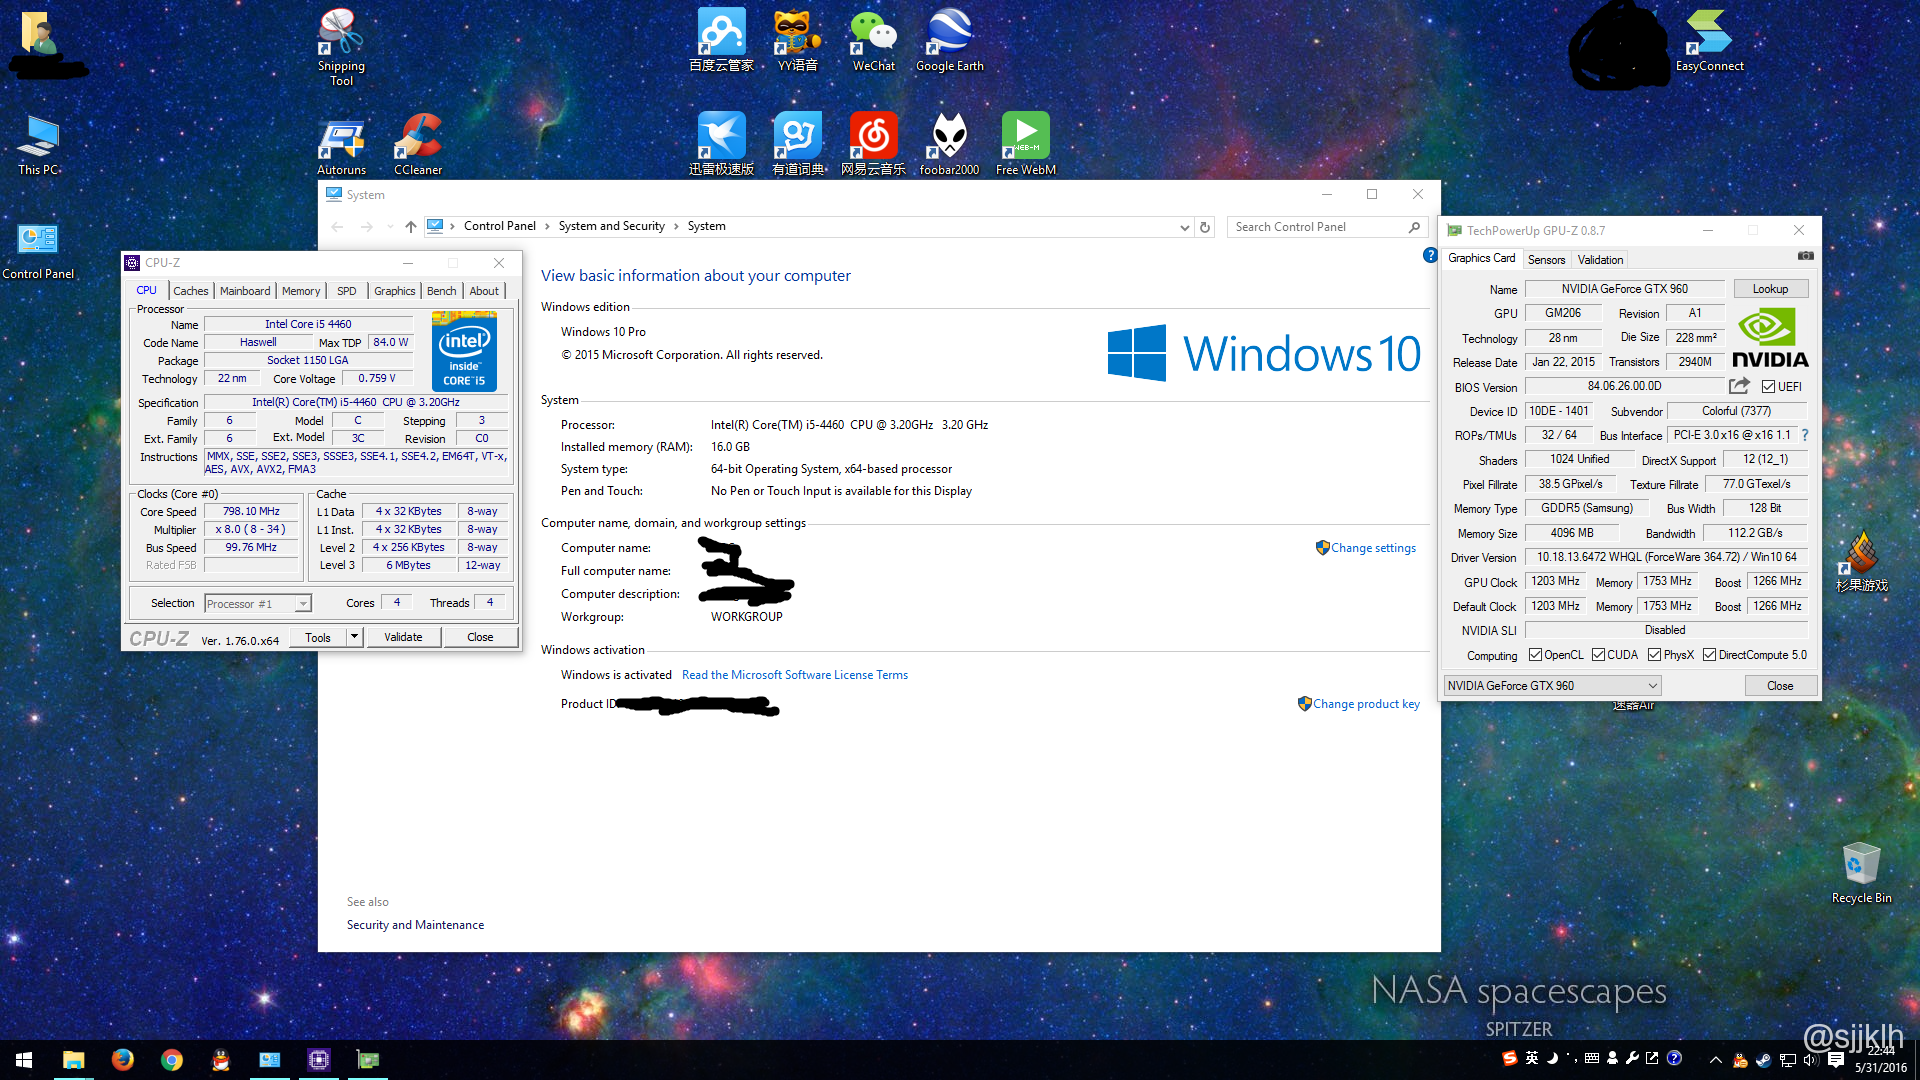 Snipping Tool
百度云管家
YY语音
WeChat
Google Earth
EasyConnect
This PC
Autoruns
CCleaner
迅雷极速版
有道词典
网易云音乐
foobar2000
WEB-M
Free WebM
Control Panel
System
Control Panel
System and Security
System
Search Control Panel
View basic information about your computer
Windows edition
Windows 10 Pro
© 2015 Microsoft Corporation. All rights reserved.
Windows 10
System
Processor: Intel(R) Core(TM) i5-4460 CPU @ 3.20GHz 3.20 GHz
Installed memory (RAM): 16.0 GB
System type: 64-bit Operating System, x64-based processor
Pen and Touch: No Pen or Touch Input is available for this Display
Computer name, domain, and workgroup settings
Computer name:
Change settings
Full computer name:
Computer description:
Workgroup: WORKGROUP
Windows activation
Windows is activated Read the Microsoft Software License Terms
Product ID
Change product key
See also
Security and Maintenance
CPU-Z
CPU Caches Mainboard Memory SPD Graphics Bench About
Processor
Name Intel Core i5 4460
Code Name Haswell Max TDP 84.0 W
Package Socket 1150 LGA
Technology 22 nm Core Voltage 0.759 V
intel inside™ CORE™ i5
Specification Intel(R) Core(TM) i5-4460 CPU @ 3.20GHz
Family 6 Model C Stepping 3
Ext. Family 6 Ext. Model 3C Revision C0
Instructions MMX, SSE, SSE2, SSE3, SSSE3, SSE4.1, SSE4.2, EM64T, VT-x,
AES, AVX, AVX2, FMA3
Clocks (Core #0)
Core Speed 798.10 MHz
Multiplier x 8.0 ( 8 - 34 )
Bus Speed 99.76 MHz
Rated FSB
Cache
L1 Data 4 x 32 KBytes 8-way
L1 Inst. 4 x 32 KBytes 8-way
Level 2 4 x 256 KBytes 8-way
Level 3 6 MBytes 12-way
Selection Processor #1 Cores 4 Threads 4
CPU-Z Ver. 1.76.0.x64 Tools Validate Close
TechPowerUp GPU-Z 0.8.7
Graphics Card Sensors Validation
Name NVIDIA GeForce GTX 960 Lookup
GPU GM206 Revision A1
Technology 28 nm Die Size 228 mm²
Release Date Jan 22, 2015 Transistors 2940M
NVIDIA
BIOS Version 84.06.26.00.0D UEFI
Device ID 10DE - 1401 Subvendor Colorful (7377)
ROPs/TMUs 32 / 64 Bus Interface PCI-E 3.0 x16 @ x16 1.1 ?
Shaders 1024 Unified DirectX Support 12 (12_1)
Pixel Fillrate 38.5 GPixel/s Texture Fillrate 77.0 GTexel/s
Memory Type GDDR5 (Samsung) Bus Width 128 Bit
Memory Size 4096 MB Bandwidth 112.2 GB/s
Driver Version 10.18.13.6472 WHQL (ForceWare 364.72) / Win10 64
GPU Clock 1203 MHz Memory 1753 MHz Boost 1266 MHz
Default Clock 1203 MHz Memory 1753 MHz Boost 1266 MHz
NVIDIA SLI Disabled
Computing OpenCL CUDA PhysX DirectCompute 5.0
NVIDIA GeForce GTX 960 Close
速器Air
杉果游戏
Recycle Bin
NASA spacescapes
SPITZER
@sjjklh
英
22:44
5/31/2016